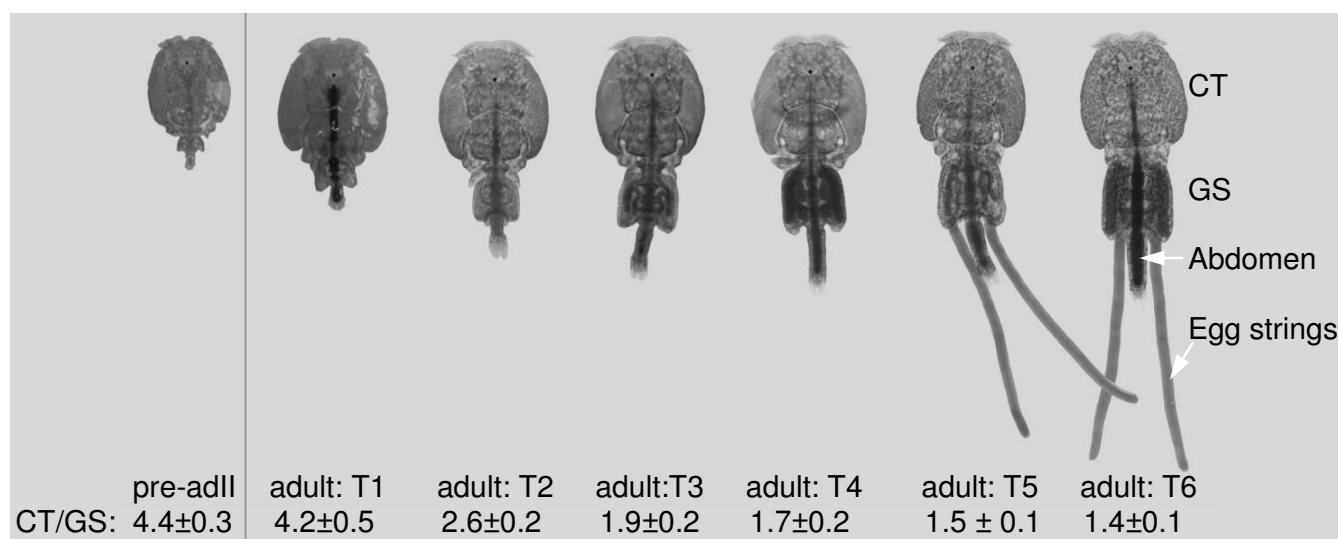 CT
GS
Abdomen
Egg strings
pre-adII adult: T1 adult: T2 adult:T3 adult: T4 adult: T5 adult: T6
CT/GS: 4.4±0.3 4.2±0.5 2.6±0.2 1.9±0.2 1.7±0.2 1.5 ± 0.1 1.4±0.1